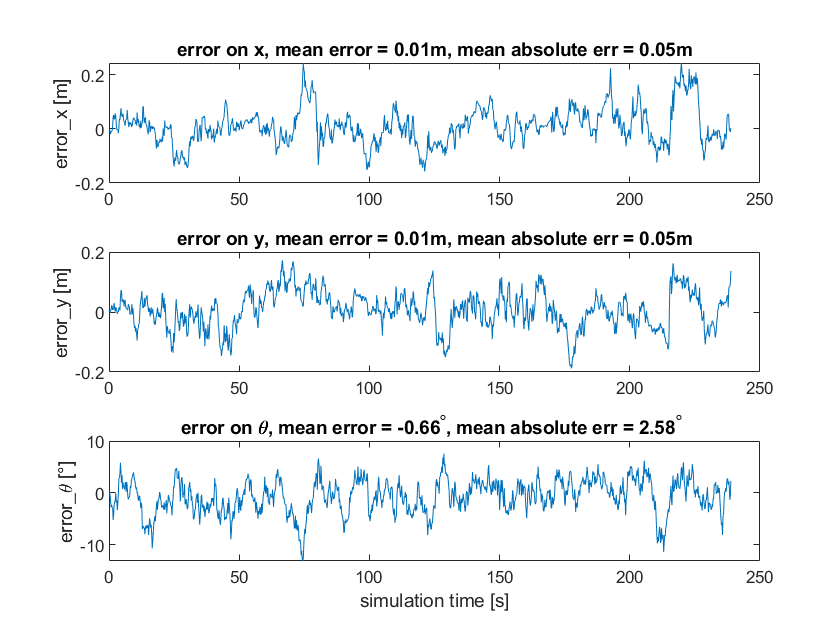 error on x, mean error = 0.01m, mean absolute err = 0.05m
error_x [m]
0.2
0
-0.2
0 50 100 150 200 250
error on y, mean error = 0.01m, mean absolute err = 0.05m
error_y [m]
0.2
0
-0.2
0 50 100 150 200 250
error on θ, mean error = -0.66°, mean absolute err = 2.58°
error_θ [°]
10
0
-10
0 50 100 150 200 250
simulation time [s]